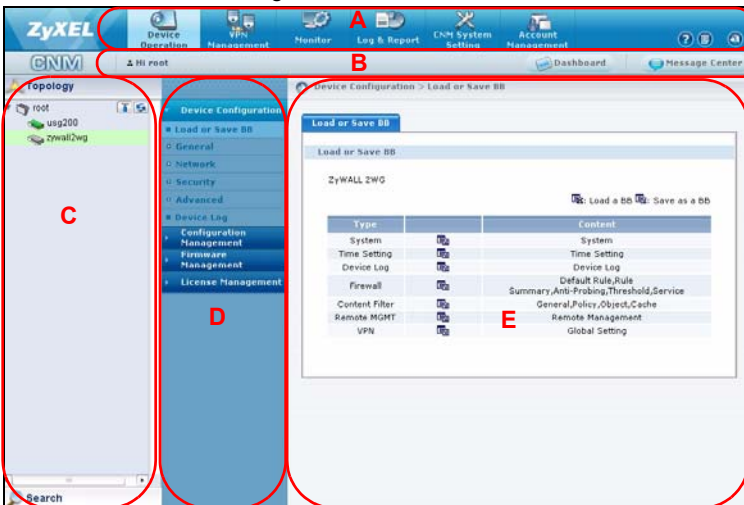 ZyXEL
Device Operation
VPN Management
Monitor
A
Log & Report
CNM System Setting
Account Management
CNM
Hi root
B
Dashboard
Message Center
Topology
root
usg200
zywall2wg
C
Search
Device Configuration
Load or Save BB
General
Network
Security
Advanced
Device Log
Configuration Management
Firmware Management
License Management
D
Device Configuration > Load or Save BB
Load or Save BB
Load or Save BB
ZyWALL 2WG
: Load a BB : Save as a BB
Type Content
System System
Time Setting Time Setting
Device Log Device Log
Firewall Default Rule,Rule Summary,Anti-Probing,Threshold,Service
Content Filter General,Policy,Object,Cache
Remote MGMT Remote Management
VPN Global Setting
E